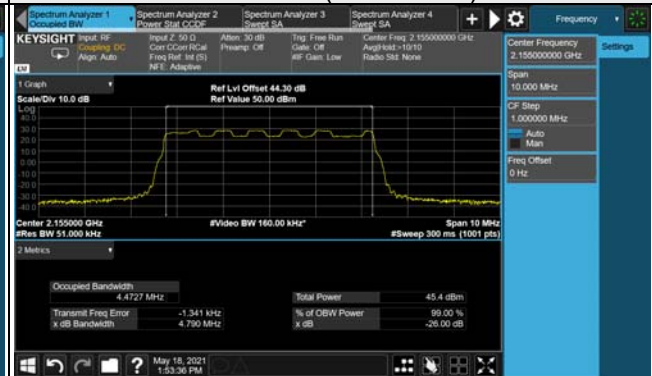 Spectrum Analyzer 1
Occupied BW
Spectrum Analyzer 2
Power Stat CCDF
Spectrum Analyzer 3
Swept SA
Spectrum Analyzer 4
Swept SA
+
Frequency
KEYSIGHT
Input: RF
Coupling: DC
Align: Auto
Input Z: 50 Ω
Corr CCorr RCal
Freq Ref: Int (S)
NFE: Adaptive
Atten: 30 dB
Preamp: Off
Trig: Free Run
Gate: Off
#IF Gain: Low
Center Freq: 2.155000000 GHz
Avg|Hold:>10/10
Radio Std: None
LXI
Center Frequency
2.155000000 GHz
Settings
Span
10.000 MHz
CF Step
1.000000 MHz
Auto
Man
Freq Offset
0 Hz
1 Graph
Scale/Div 10.0 dB
Ref Lvl Offset 44.30 dB
Ref Value 50.00 dBm
Log
40.0
30.0
20.0
10.0
0.00
-10.0
-20.0
-30.0
-40.0
Center 2.155000 GHz
#Video BW 160.00 kHz*
Span 10 MHz
#Res BW 51.000 kHz
#Sweep 300 ms (1001 pts)
2 Metrics
Occupied Bandwidth
4.4727 MHz
Total Power
45.4 dBm
Transmit Freq Error
-1.341 kHz
% of OBW Power
99.00 %
x dB Bandwidth
4.790 MHz
x dB
-26.00 dB
?
May 18, 2021
1:53:36 PM